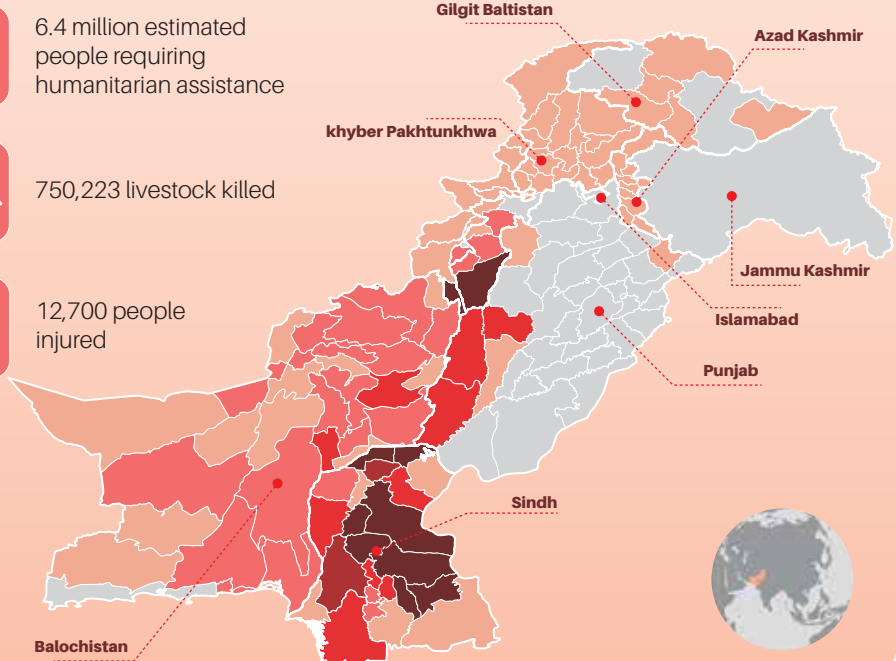 6.4 million estimated
people requiring
humanitarian assistance
750,223 livestock killed
12,700 people
injured
Gilgit Baltistan
Azad Kashmir
khyber Pakhtunkhwa
Jammu Kashmir
Islamabad
Punjab
Sindh
Balochistan